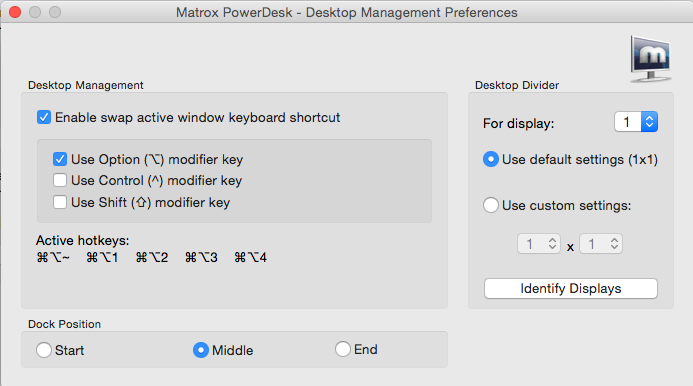 Matrox PowerDesk - Desktop Management Preferences
m
Desktop Management
Enable swap active window keyboard shortcut
Use Option (⌥) modifier key
Use Control (^) modifier key
Use Shift (⇧) modifier key
Active hotkeys:
⌘⌥~ ⌘⌥1 ⌘⌥2 ⌘⌥3 ⌘⌥4
Desktop Divider
For display: 1
Use default settings (1x1)
Use custom settings:
1 x 1
Identify Displays
Dock Position
Start Middle End